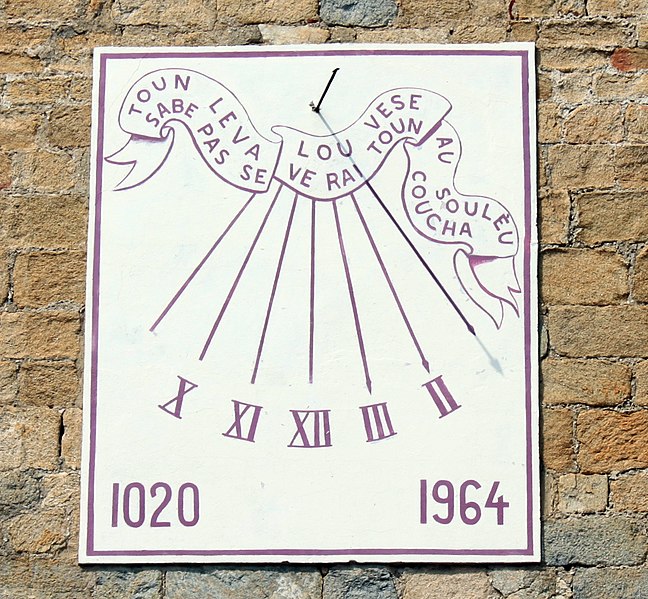 TOUN LEVA LOU VESE AU SOULÈU
SABE PAS SE VE RAI TOUN COUCHA
X XI XII III II
1020 1964